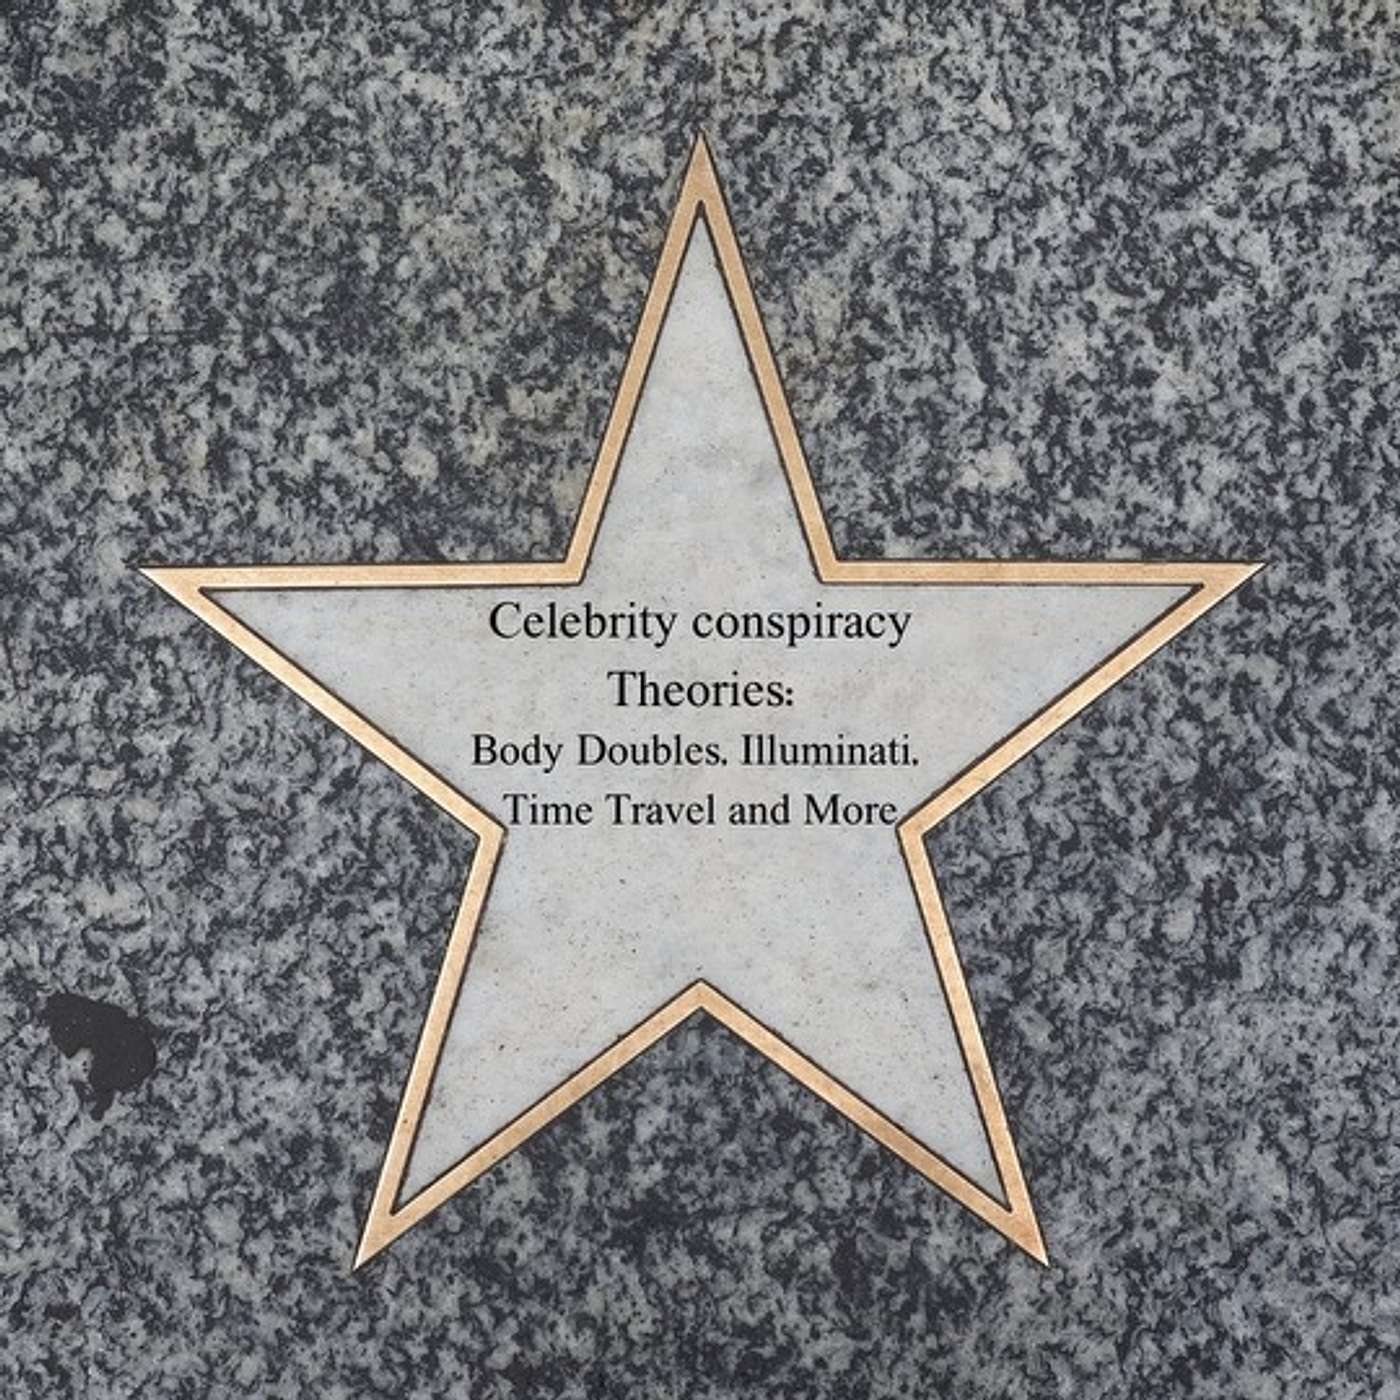 Celebrity conspiracy
Theories:
Body Doubles. Illuminati.
Time Travel and More